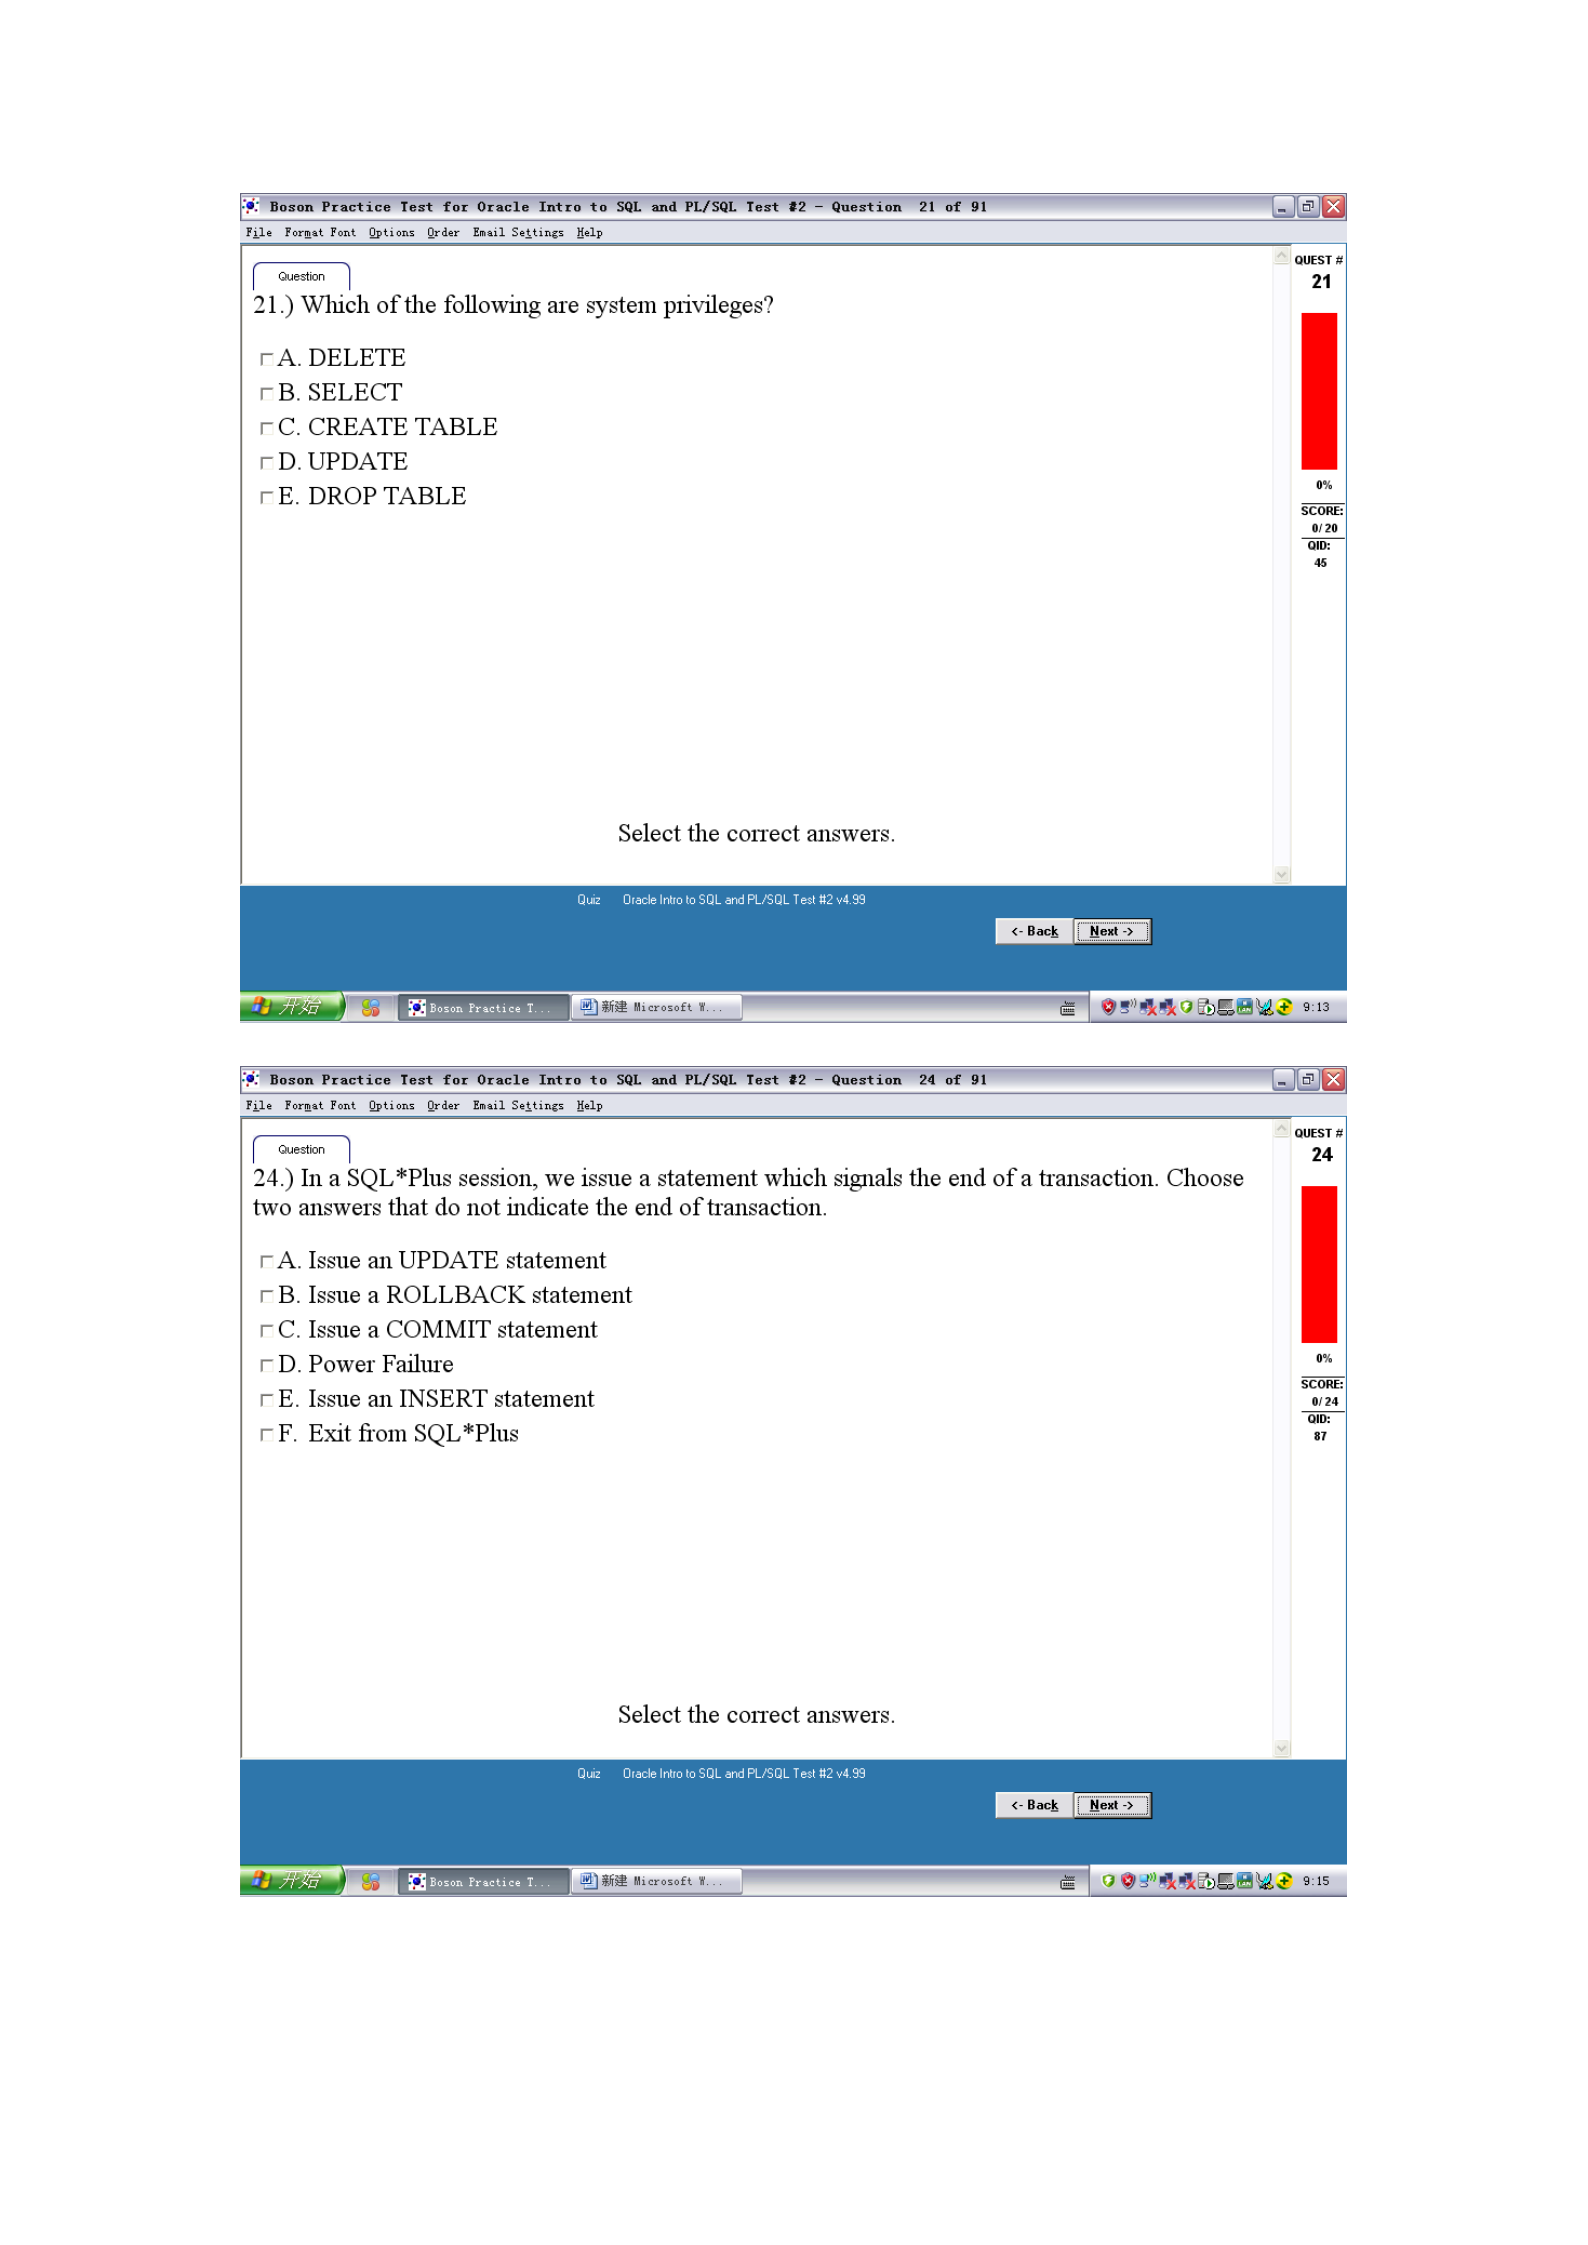 Boson Practice Test for Oracle Intro to SQL and PL/SQL Test #2 - Question 21 of 91
File Format Font Options Order Email Settings Help
Question
QUEST #
21
21.) Which of the following are system privileges?
A. DELETE
B. SELECT
C. CREATE TABLE
D. UPDATE
E. DROP TABLE
0%
SCORE:
0/20
QID:
45
Select the correct answers.
Quiz Oracle Intro to SQL and PL/SQL Test #2 v4.99
<- Back Next ->
开始 Boson Practice T... 新建 Microsoft W... 9:13
Boson Practice Test for Oracle Intro to SQL and PL/SQL Test #2 - Question 24 of 91
File Format Font Options Order Email Settings Help
Question
QUEST #
24
24.) In a SQL*Plus session, we issue a statement which signals the end of a transaction. Choose
two answers that do not indicate the end of transaction.
A. Issue an UPDATE statement
B. Issue a ROLLBACK statement
C. Issue a COMMIT statement
D. Power Failure
E. Issue an INSERT statement
F. Exit from SQL*Plus
0%
SCORE:
0/24
QID:
87
Select the correct answers.
Quiz Oracle Intro to SQL and PL/SQL Test #2 v4.99
<- Back Next ->
开始 Boson Practice T... 新建 Microsoft W... 9:15